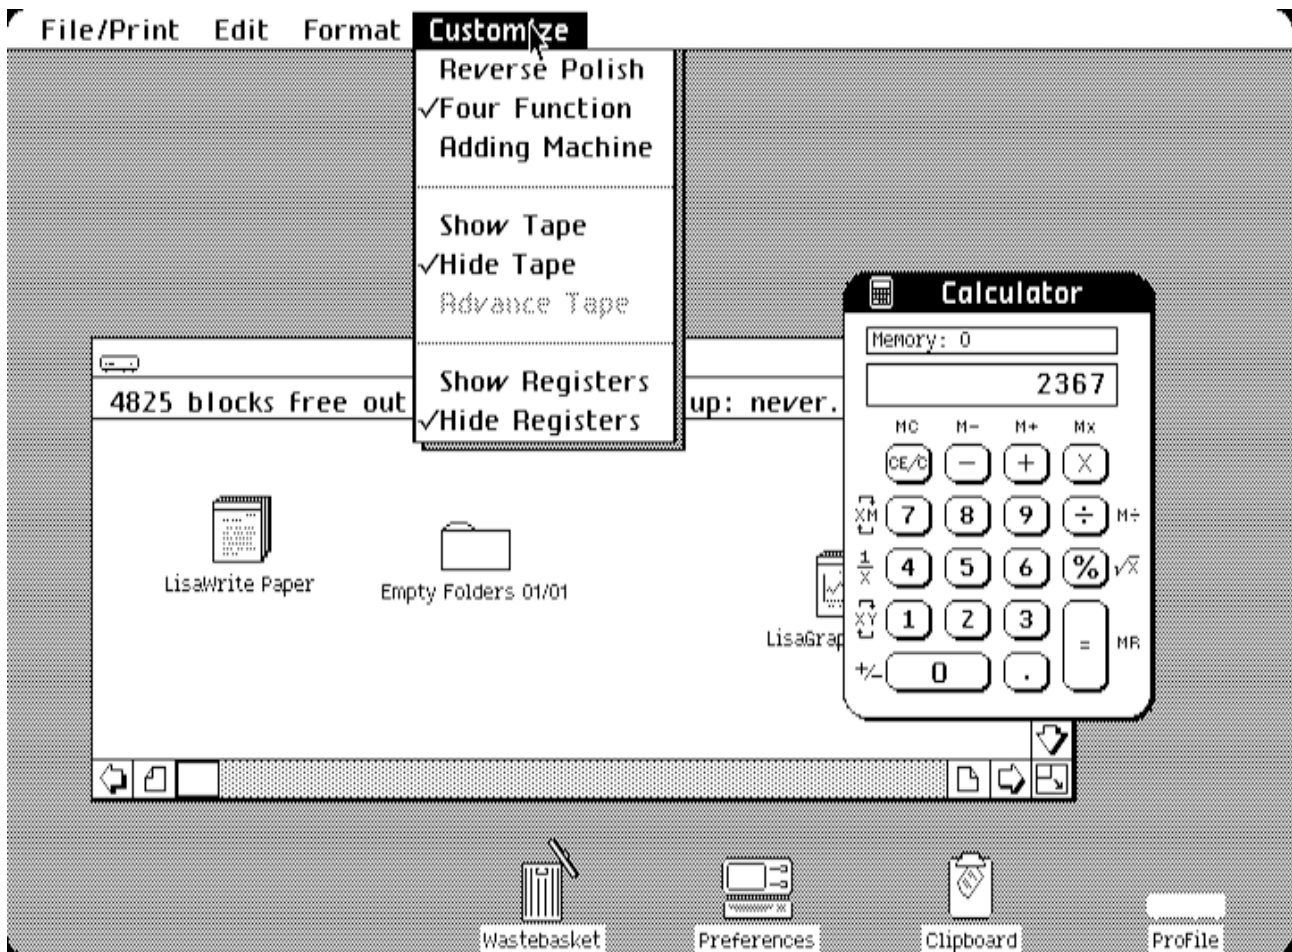 File/Print Edit Format Customize
Reverse Polish
✓Four Function
Adding Machine
Show Tape
✓Hide Tape
Advance Tape
Show Registers
✓Hide Registers
4825 blocks free out
up: never.
LisaWrite Paper
Empty Folders 01/01
LisaGrap
Calculator
Memory: 0
2367
MC M- M+ Mx
CE/C − + X
XM 7 8 9 ÷ M÷
1/X 4 5 6 % √X
XY 1 2 3 = MR
+/- 0 .
Wastebasket
Preferences
Clipboard
ProFile